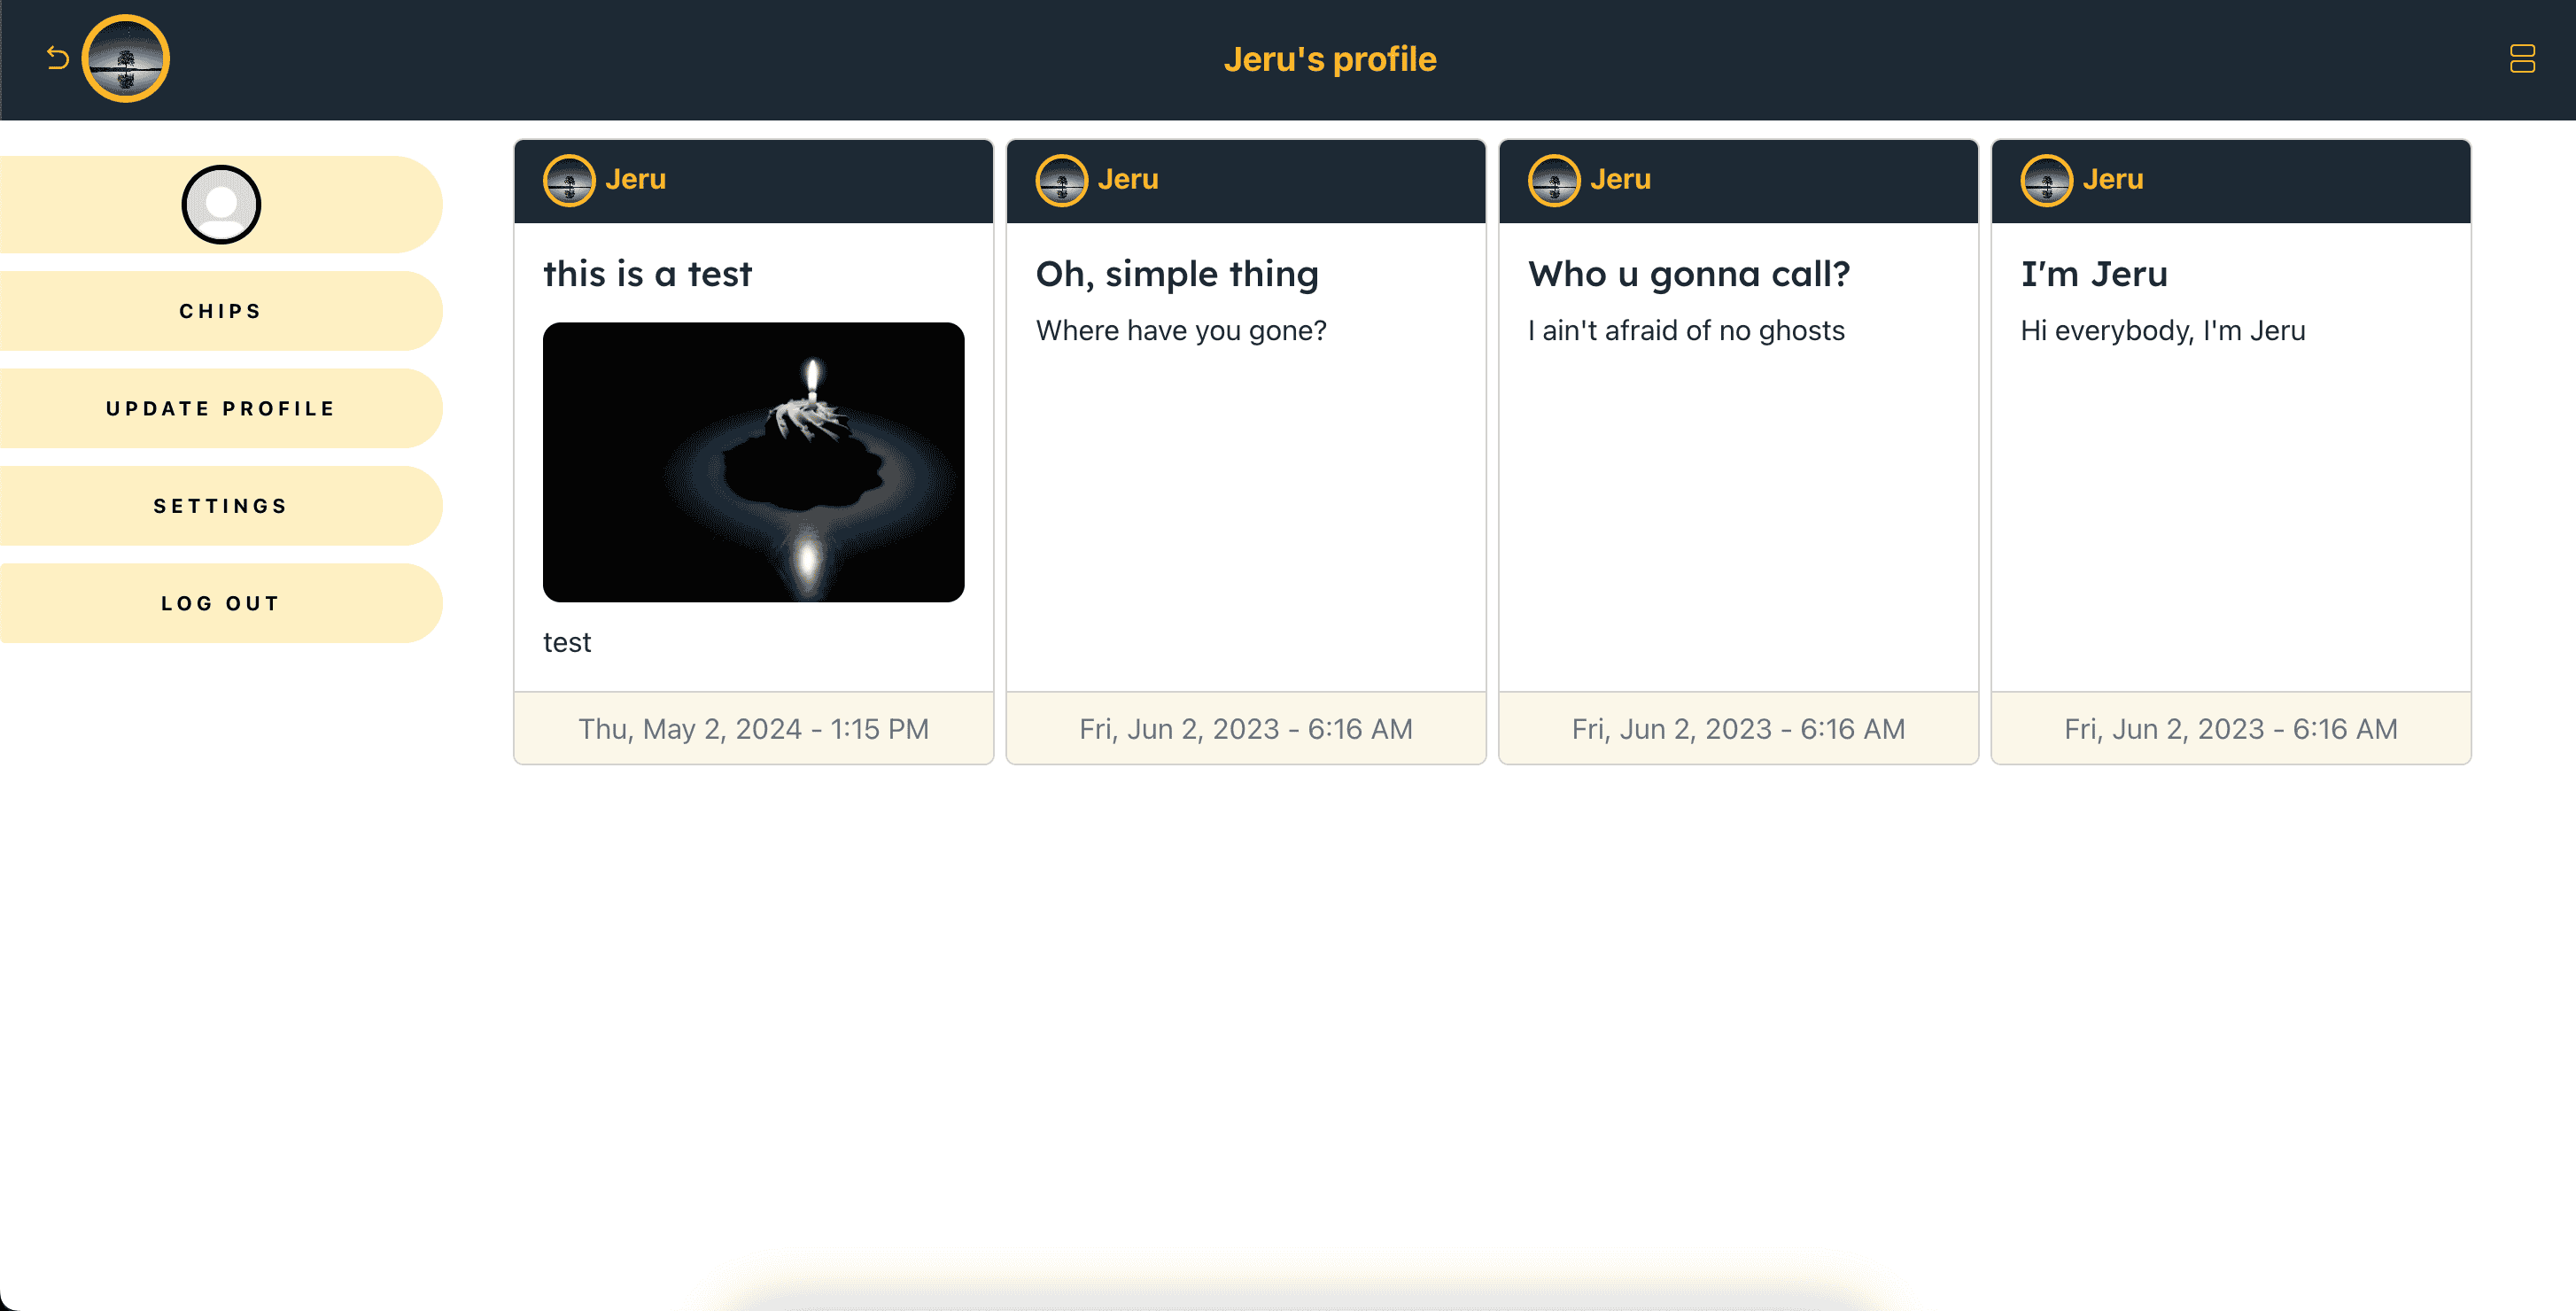 Jeru's profile
CHIPS
UPDATE PROFILE
SETTINGS
LOG OUT
Jeru
this is a test
test
Thu, May 2, 2024 - 1:15 PM
Jeru
Oh, simple thing
Where have you gone?
Fri, Jun 2, 2023 - 6:16 AM
Jeru
Who u gonna call?
I ain't afraid of no ghosts
Fri, Jun 2, 2023 - 6:16 AM
Jeru
I'm Jeru
Hi everybody, I'm Jeru
Fri, Jun 2, 2023 - 6:16 AM